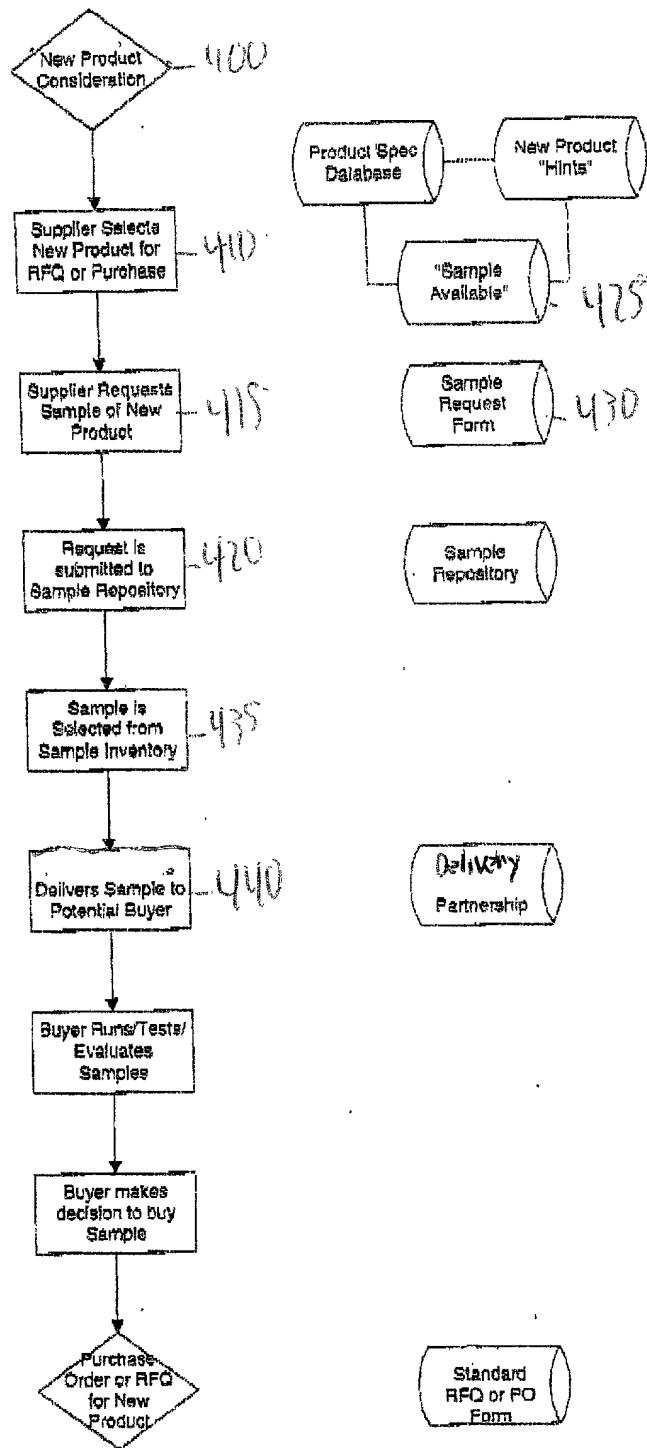 New Product
Consideration
400
Product Spec
Database
New Product
"Hints"
Supplier Selects
New Product for
RFQ or Purchase
410
"Sample
Available"
425
Supplier Requests
Sample of New
Product
415
Sample
Request
Form
430
Request is
submitted to
Sample Repository
420
Sample
Repository
Sample is
Selected from
Sample Inventory
435
Delivers Sample to
Potential Buyer
440
Delivery
Partnership
Buyer Runs/Tests/
Evaluates
Samples
Buyer makes
decision to buy
Sample
Purchase
Order or RFQ
for New
Product
Standard
RFQ or PO
Form